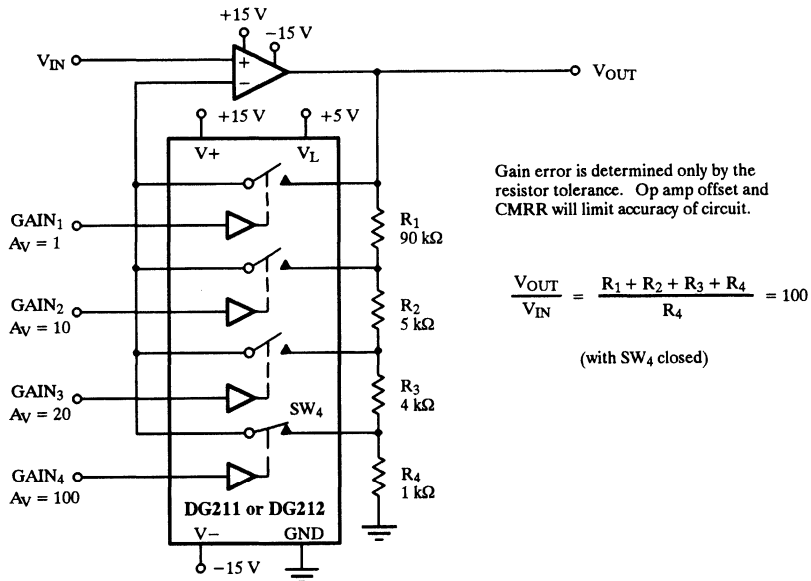 +15 V
−15 V
VIN
+
−
VOUT
+15 V
+5 V
V+
VL
GAIN1
AV = 1
R1
90 kΩ
GAIN2
AV = 10
R2
5 kΩ
GAIN3
AV = 20
SW4
R3
4 kΩ
GAIN4
AV = 100
R4
1 kΩ
DG211 or DG212
V−
GND
−15 V
Gain error is determined only by the
resistor tolerance. Op amp offset and
CMRR will limit accuracy of circuit.
VOUT / VIN = R1 + R2 + R3 + R4 / R4 = 100
(with SW4 closed)